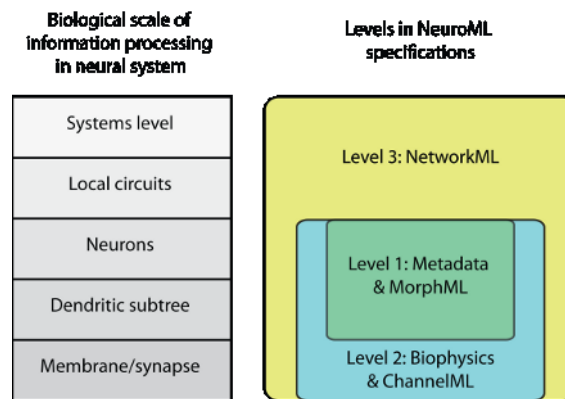 Biological scale of
information processing
in neural system
Levels in NeuroML
specifications
Systems level
Local circuits
Neurons
Dendritic subtree
Membrane/synapse
Level 3: NetworkML
Level 1: Metadata
& MorphML
Level 2: Biophysics
& ChannelML